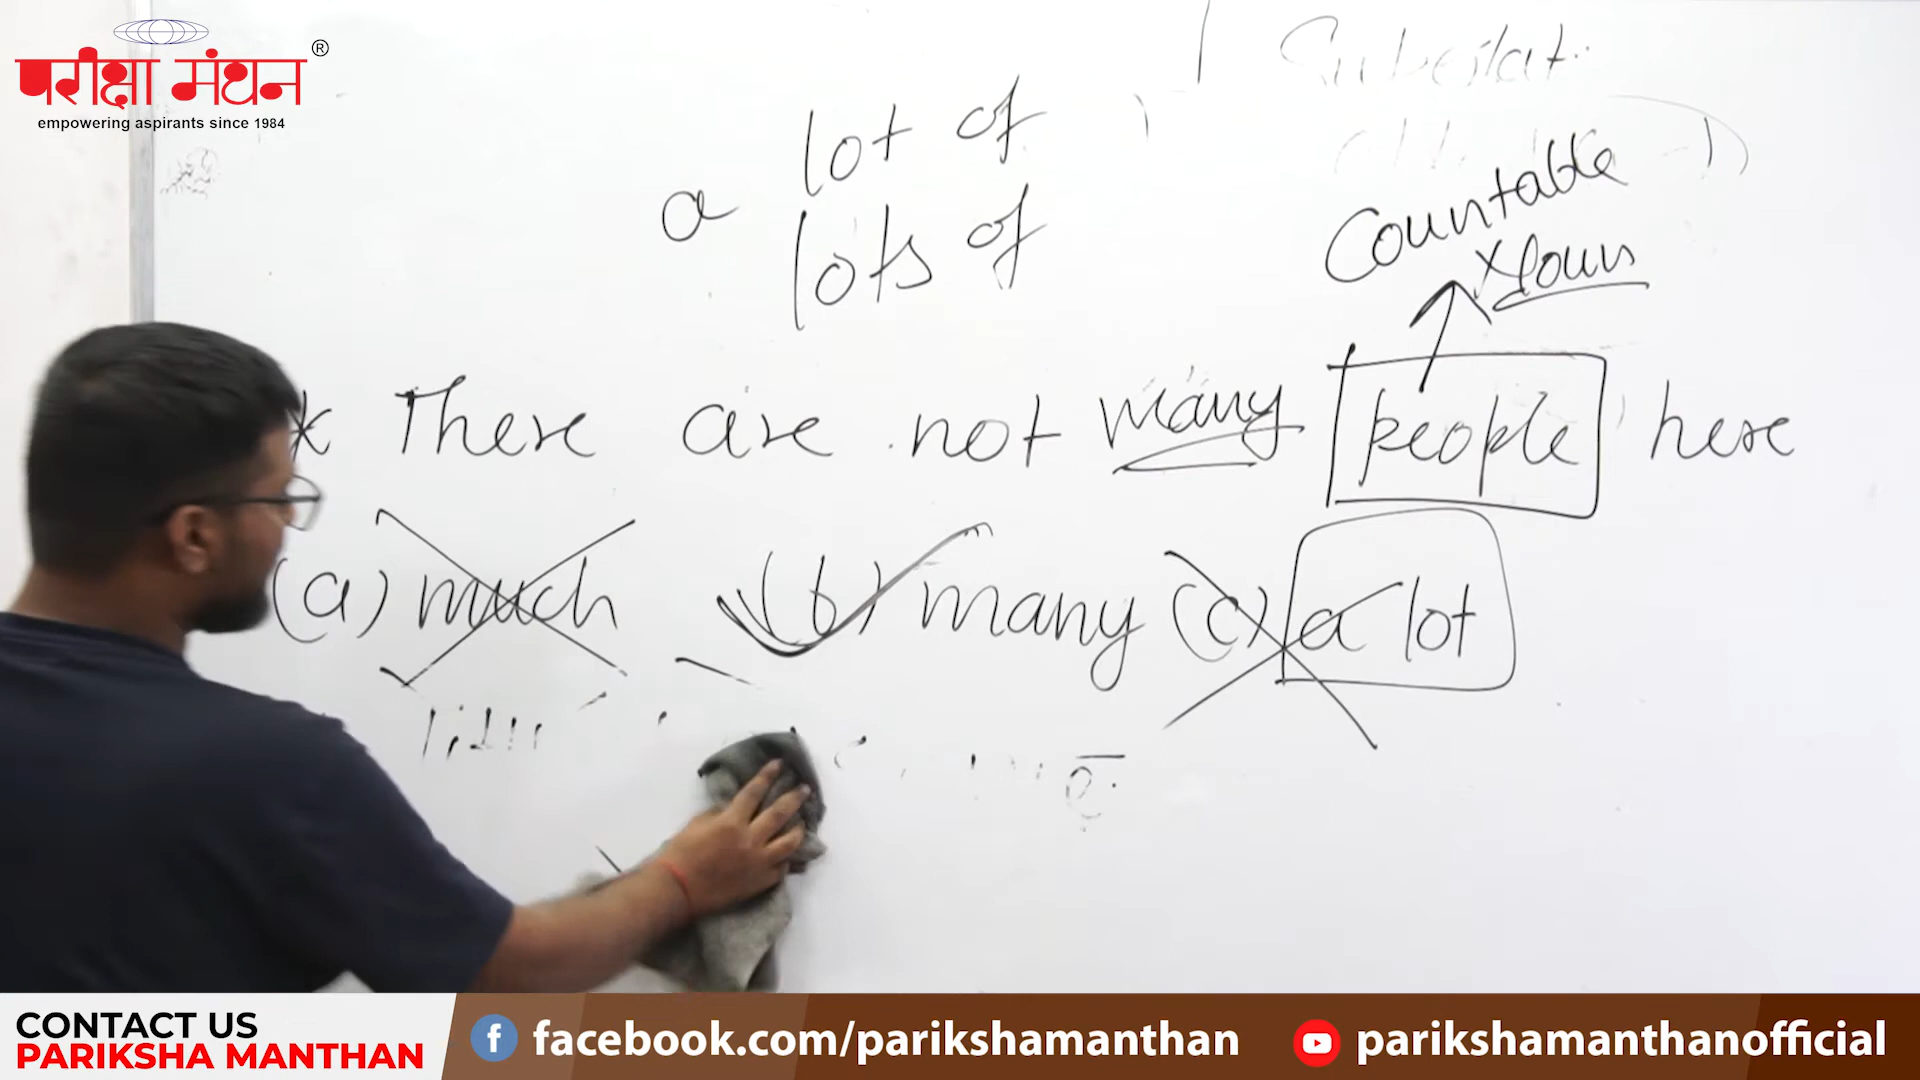 परीक्षा मंथन ®
empowering aspirants since 1984
a lot of
lots of
Countable
Noun
* There are not many people here
(a) much (b) many (c) a lot
CONTACT US
PARIKSHA MANTHAN
facebook.com/parikshamanthan
parikshamanthanofficial